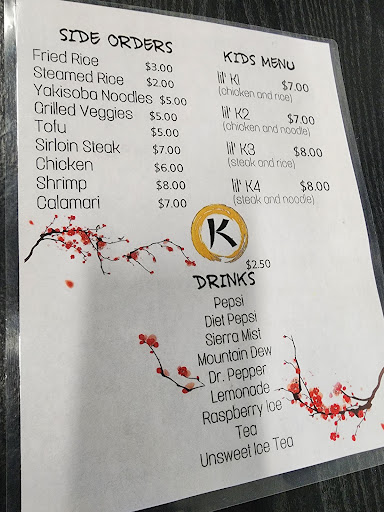 SIDE ORDERS
Fried Rice $3.00
Steamed Rice $2.00
Yakisoba Noodles $5.00
Grilled Veggies $5.00
Tofu $5.00
Sirloin Steak $7.00
Chicken $6.00
Shrimp $8.00
Calamari $7.00
KIDS MENU
lil' K1 $7.00
(chicken and rice)
lil' K2 $7.00
(chicken and noodle)
lil' K3 $8.00
(steak and rice)
lil' K4 $8.00
(steak and noodle)
K
$2.50
DRINKS
Pepsi
Diet Pepsi
Sierra Mist
Mountain Dew
Dr. Pepper
Lemonade
Raspberry Ice
Tea
Unsweet Ice Tea